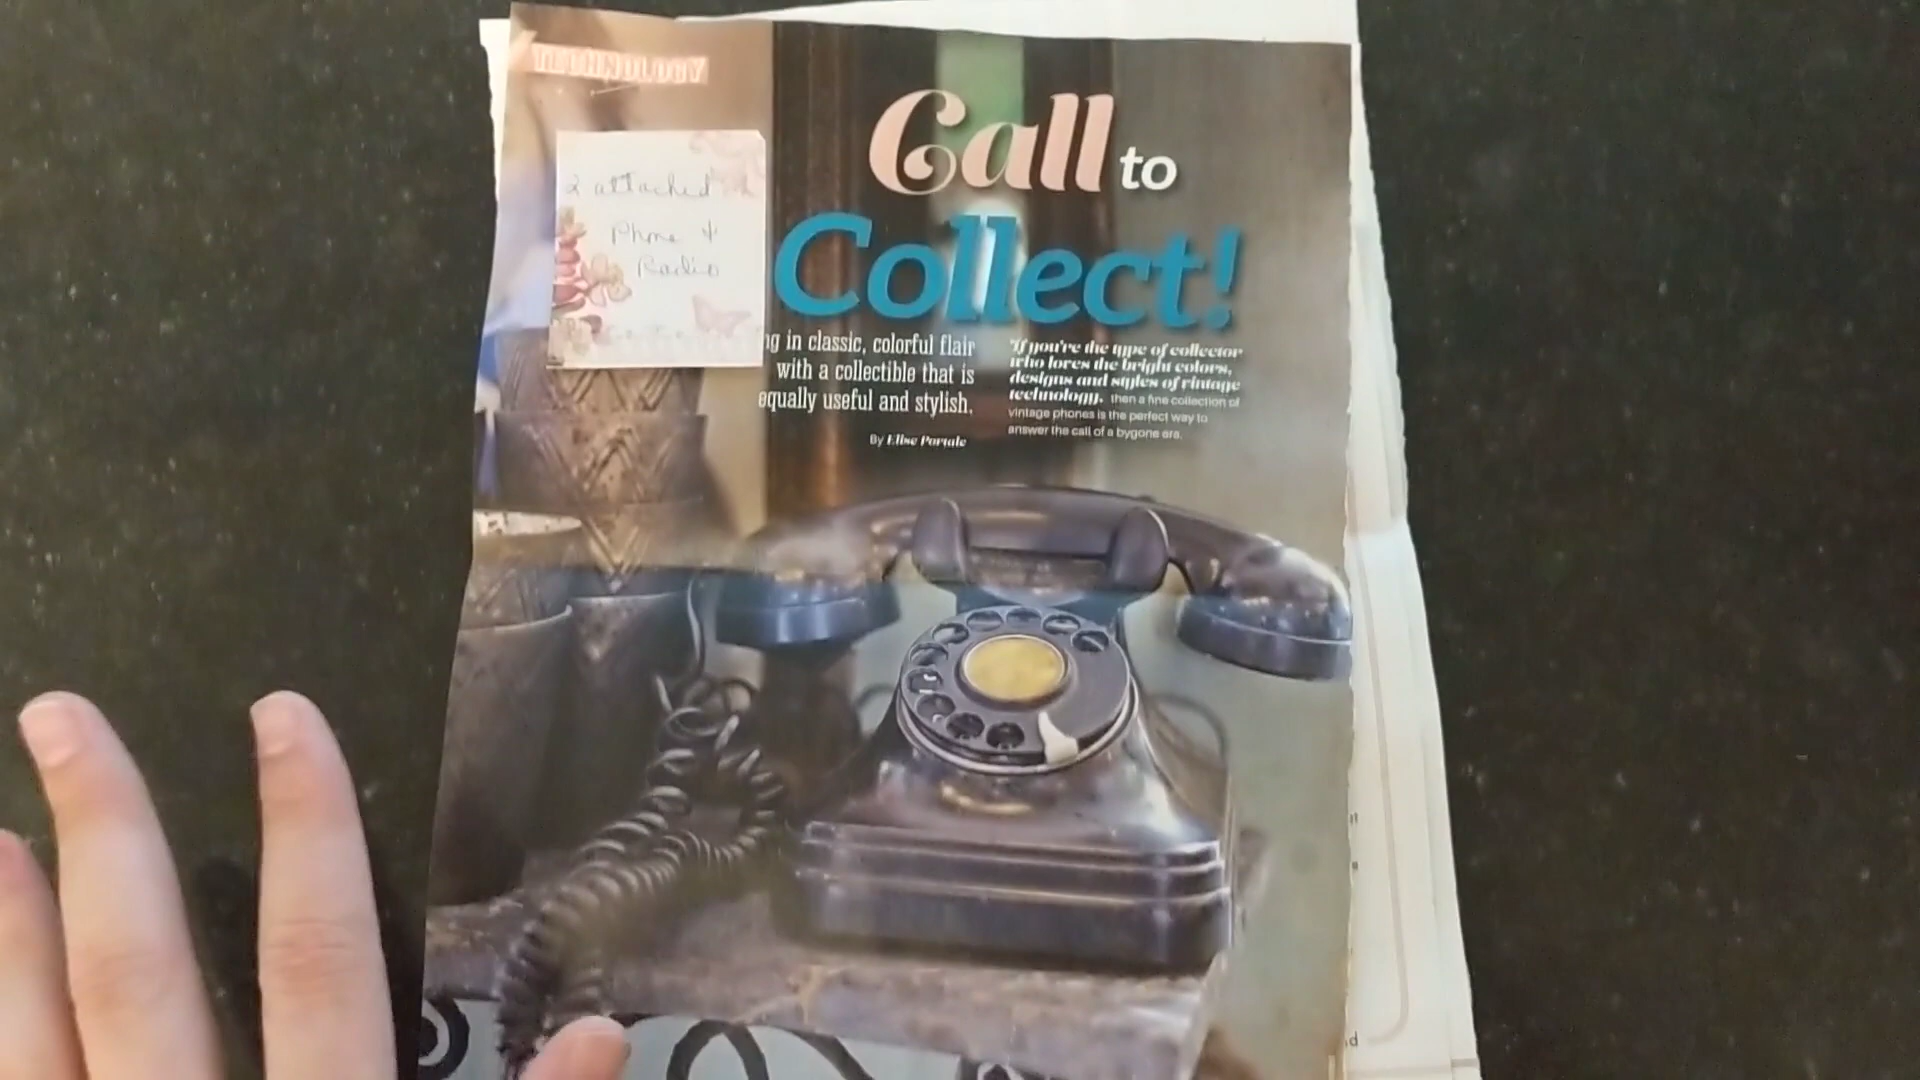 TECHNOLOGY
Call to
Collect!
2 attached
Phone &
Radio
ng in classic, colorful flair
with a collectible that is
equally useful and stylish.
By Elise Portale
If you're the type of collector
who loves the bright colors,
designs and styles of vintage
technology, then a fine collection of
vintage phones is the perfect way to
answer the call of a bygone era.